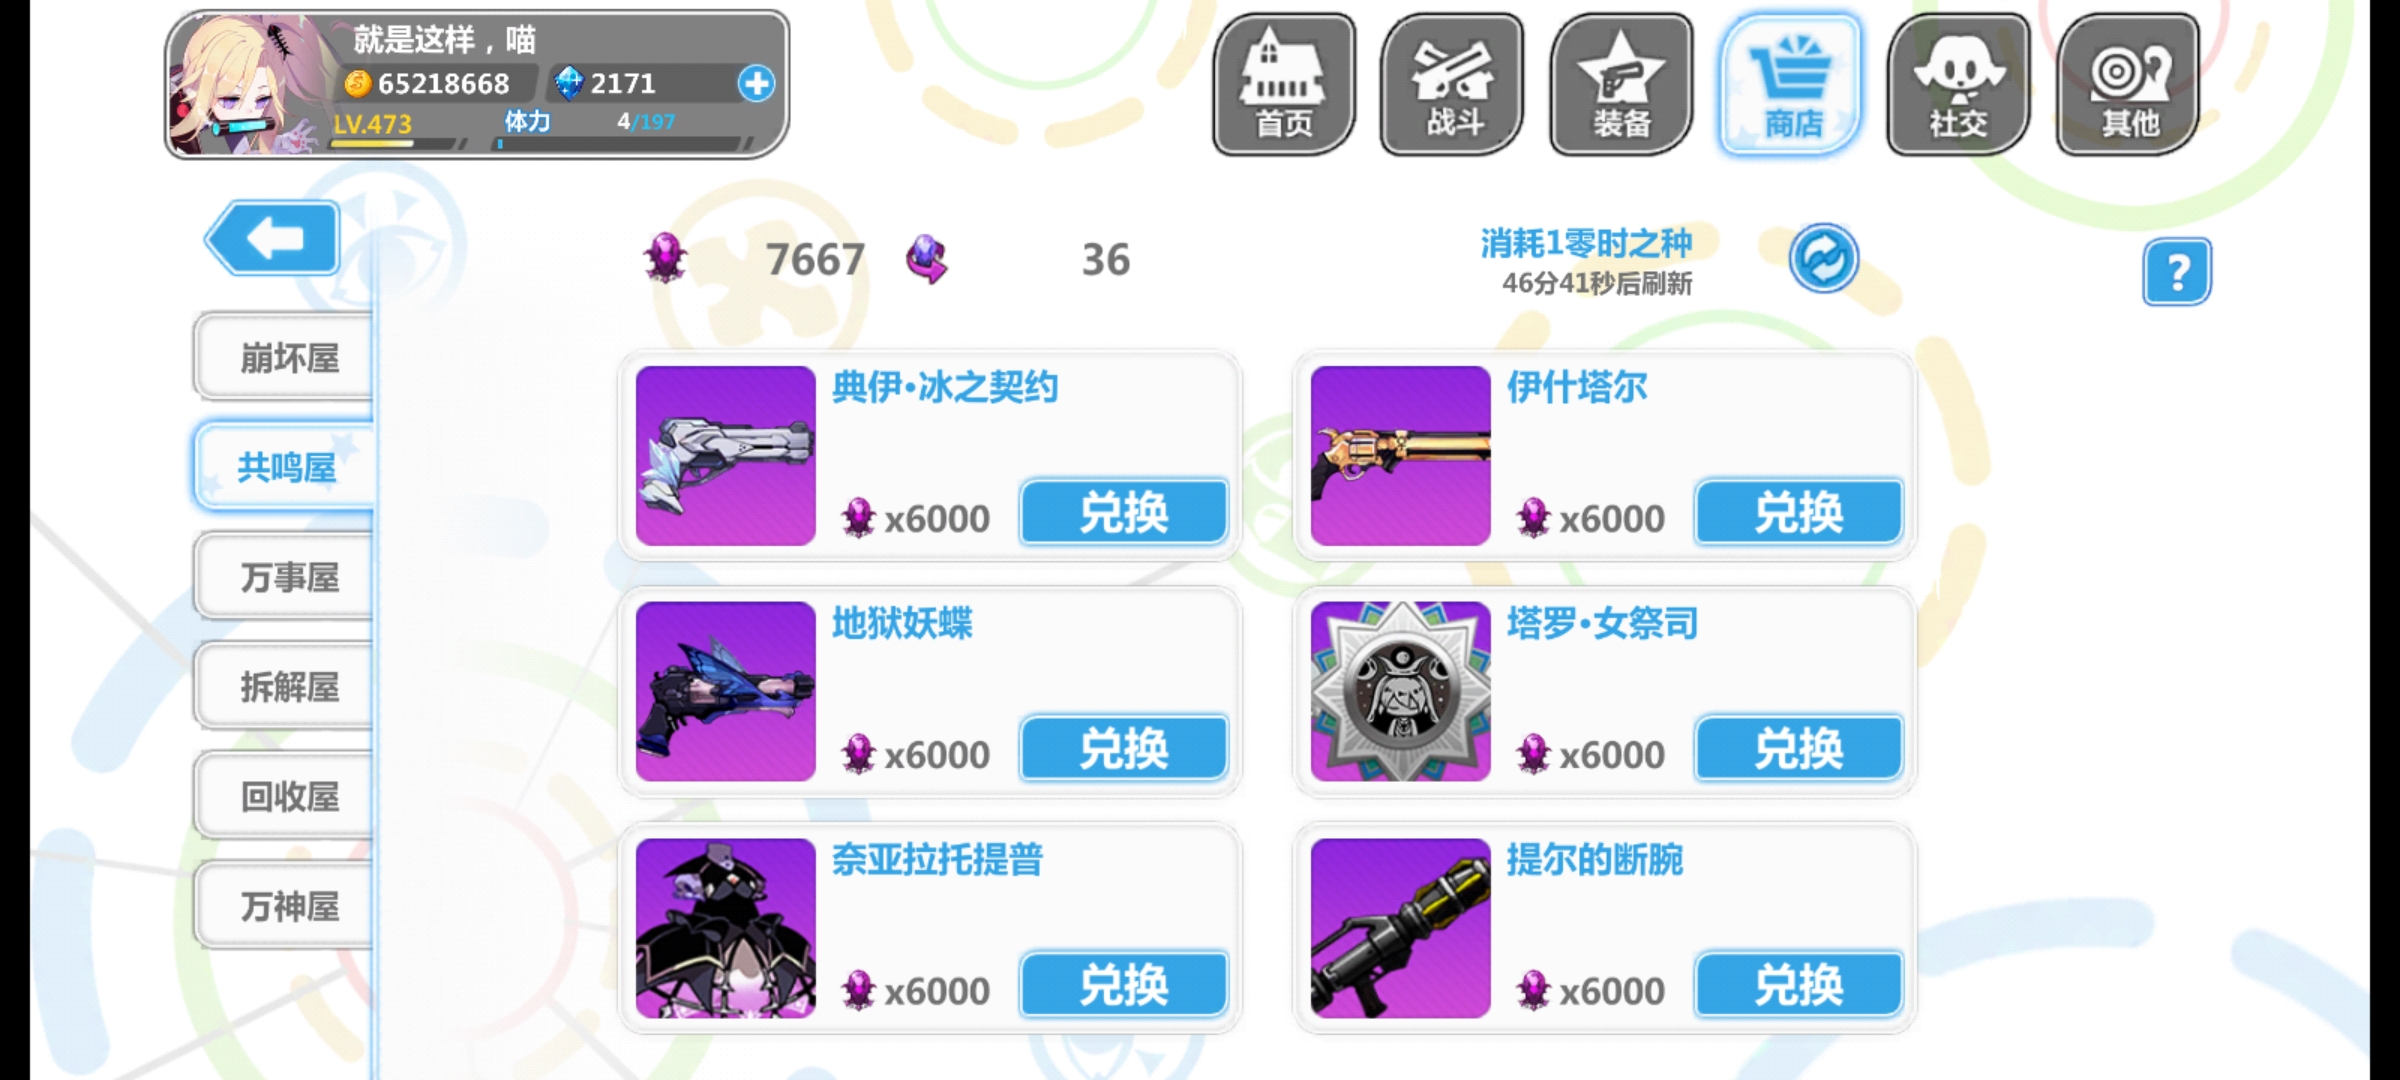 就是这样，喵
65218668 2171
LV.473 体力 4/197
首页 战斗 装备 商店 社交 其他
7667 36
消耗1零时之种
46分41秒后刷新
?
崩坏屋
共鸣屋
万事屋
拆解屋
回收屋
万神屋
典伊·冰之契约
x6000 兑换
伊什塔尔
x6000 兑换
地狱妖蝶
x6000 兑换
塔罗·女祭司
x6000 兑换
奈亚拉托提普
x6000 兑换
提尔的断腕
x6000 兑换